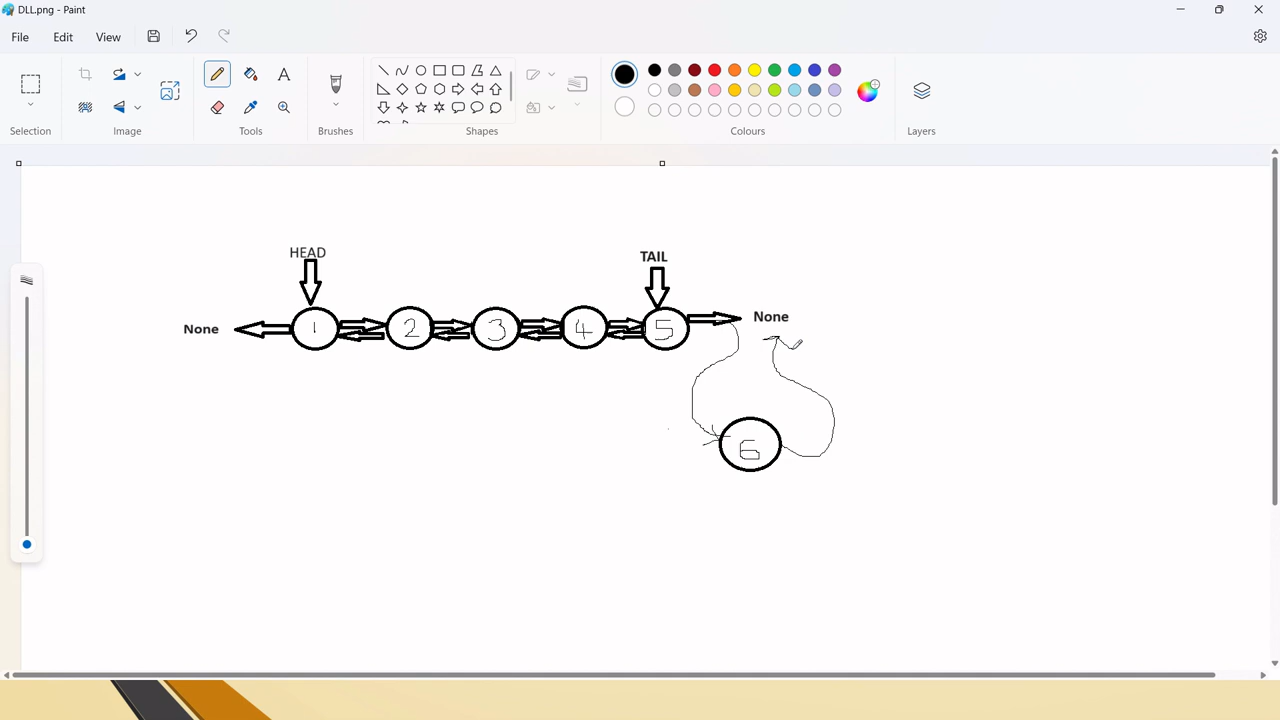 DLL.png - Paint
File Edit View
Selection Image Tools Brushes Shapes Colours Layers
HEAD TAIL
None 1 2 3 4 5 None
6